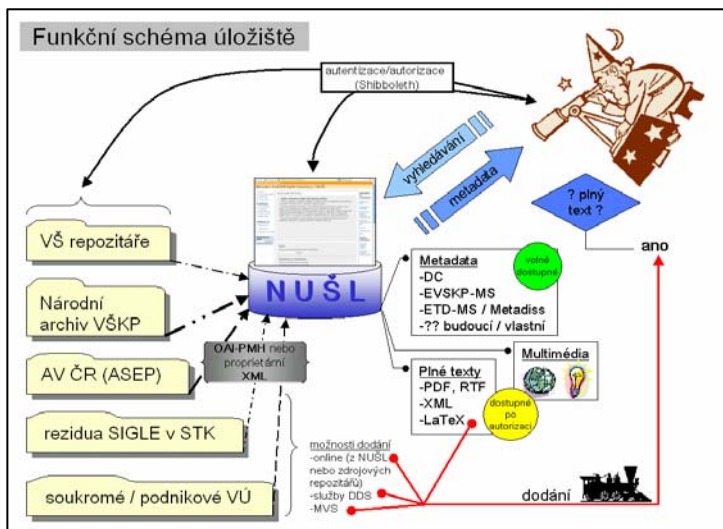 Funkční schéma úložiště
autentizace/autorizace
(Shibboleth)
vyhledávání
metadata
? plný
text ?
ano
VŠ repozitáře
Národní
archiv VŠKP
AV ČR (ASEP)
rezidua SIGLE v STK
soukromé / podnikové VÚ
NUŠL
OAI-PMH nebo
proprietární
XML
Metadata
-DC
-EVSKP-MS
-ETD-MS / Metadiss
-?? budoucí / vlastní
volně
dostupné
Multimédia
Plné texty
-PDF, RTF
-XML
-LaTeX
dostupné
po
autorizaci
možnosti dodání
-online (z NUŠL
nebo zdrojových
repozitářů)
-služby DDS
-MVS
dodání